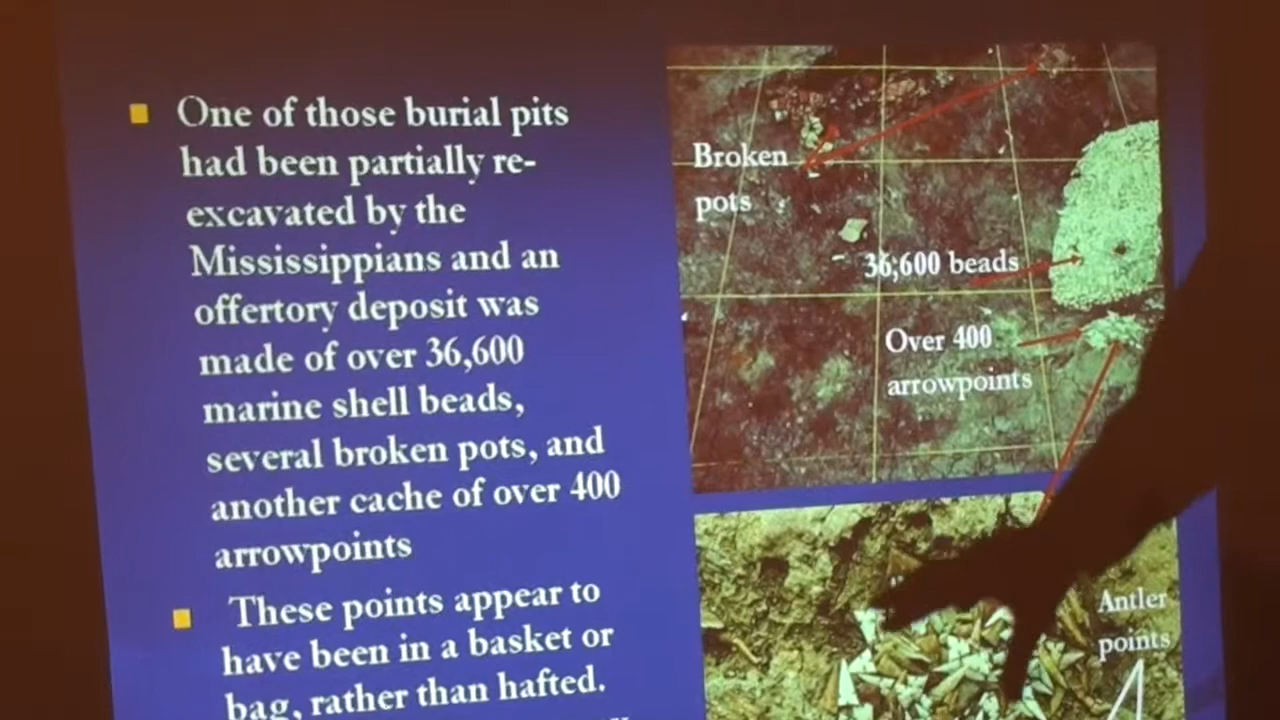 One of those burial pits
had been partially re-
excavated by the
Mississippians and an
offertory deposit was
made of over 36,600
marine shell beads,
several broken pots, and
another cache of over 400
arrowpoints
These points appear to
have been in a basket or
bag, rather than hafted.
Broken
pots
36,600 beads
Over 400
arrowpoints
Antler
points